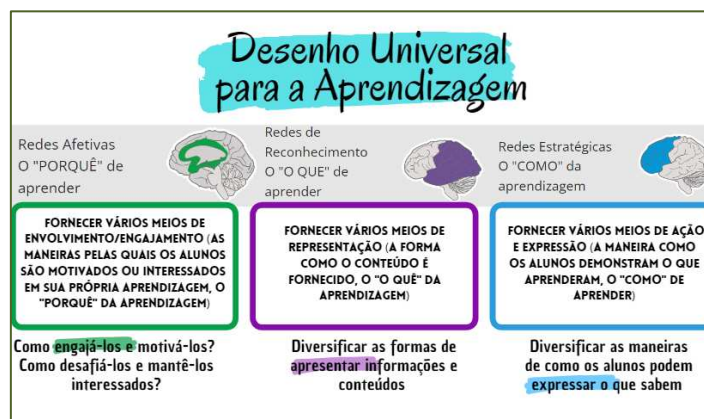 Desenho Universal
para a Aprendizagem
Redes Afetivas
O "PORQUÊ" de
aprender
Redes de
Reconhecimento
O "O QUE" de
aprender
Redes Estratégicas
O "COMO" da
aprendizagem
FORNECER VÁRIOS MEIOS DE
ENVOLVIMENTO/ENGAJAMENTO (AS
MANEIRAS PELAS QUAIS OS ALUNOS
SÃO MOTIVADOS OU INTERESSADOS
EM SUA PRÓPRIA APRENDIZAGEM, O
"PORQUÊ" DA APRENDIZAGEM)
FORNECER VÁRIOS MEIOS DE
REPRESENTAÇÃO (A FORMA
COMO O CONTEÚDO É
FORNECIDO, O "O QUÊ" DA
APRENDIZAGEM)
FORNECER VÁRIOS MEIOS DE AÇÃO
E EXPRESSÃO (A MANEIRA COMO
OS ALUNOS DEMONSTRAM O QUE
APRENDERAM, O "COMO" DE
APRENDER)
Como engajá-los e motivá-los?
Como desafiá-los e mantê-los
interessados?
Diversificar as formas de
apresentar informações e
conteúdos
Diversificar as maneiras
de como os alunos podem
expressar o que sabem